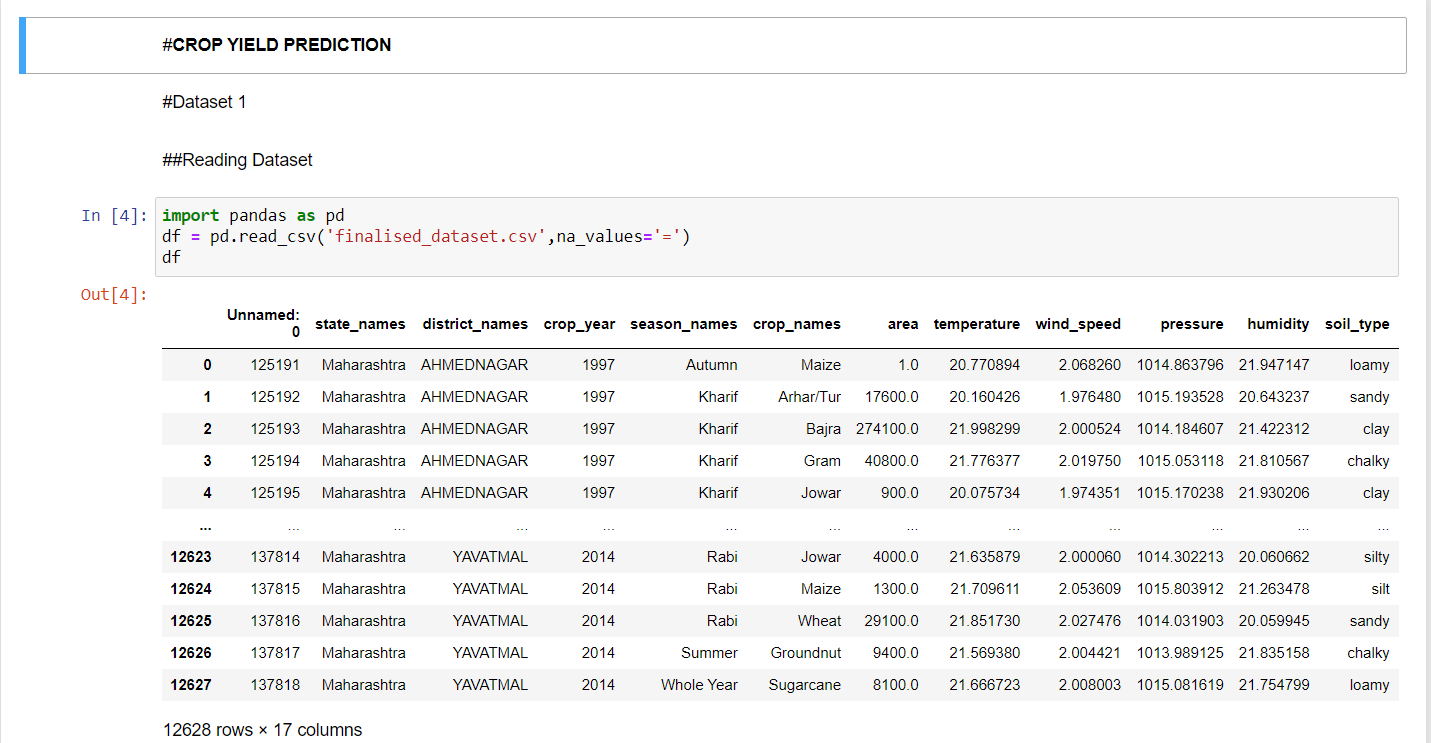 #CROP YIELD PREDICTION
#Dataset 1
##Reading Dataset
In [4]: import pandas as pd
df = pd.read_csv('finalised_dataset.csv',na_values='=')
df
Out[4]:
Unnamed: 0 state_names district_names crop_year season_names crop_names area temperature wind_speed pressure humidity soil_type
0 125191 Maharashtra AHMEDNAGAR 1997 Autumn Maize 1.0 20.770894 2.068260 1014.863796 21.947147 loamy
1 125192 Maharashtra AHMEDNAGAR 1997 Kharif Arhar/Tur 17600.0 20.160426 1.976480 1015.193528 20.643237 sandy
2 125193 Maharashtra AHMEDNAGAR 1997 Kharif Bajra 274100.0 21.998299 2.000524 1014.184607 21.422312 clay
3 125194 Maharashtra AHMEDNAGAR 1997 Kharif Gram 40800.0 21.776377 2.019750 1015.053118 21.810567 chalky
4 125195 Maharashtra AHMEDNAGAR 1997 Kharif Jowar 900.0 20.075734 1.974351 1015.170238 21.930206 clay
... ... ... ... ... ... ... ... ... ... ... ... ...
12623 137814 Maharashtra YAVATMAL 2014 Rabi Jowar 4000.0 21.635879 2.000060 1014.302213 20.060662 silty
12624 137815 Maharashtra YAVATMAL 2014 Rabi Maize 1300.0 21.709611 2.053609 1015.803912 21.263478 silt
12625 137816 Maharashtra YAVATMAL 2014 Rabi Wheat 29100.0 21.851730 2.027476 1014.031903 20.059945 sandy
12626 137817 Maharashtra YAVATMAL 2014 Summer Groundnut 9400.0 21.569380 2.004421 1013.989125 21.835158 chalky
12627 137818 Maharashtra YAVATMAL 2014 Whole Year Sugarcane 8100.0 21.666723 2.008003 1015.081619 21.754799 loamy
12628 rows × 17 columns